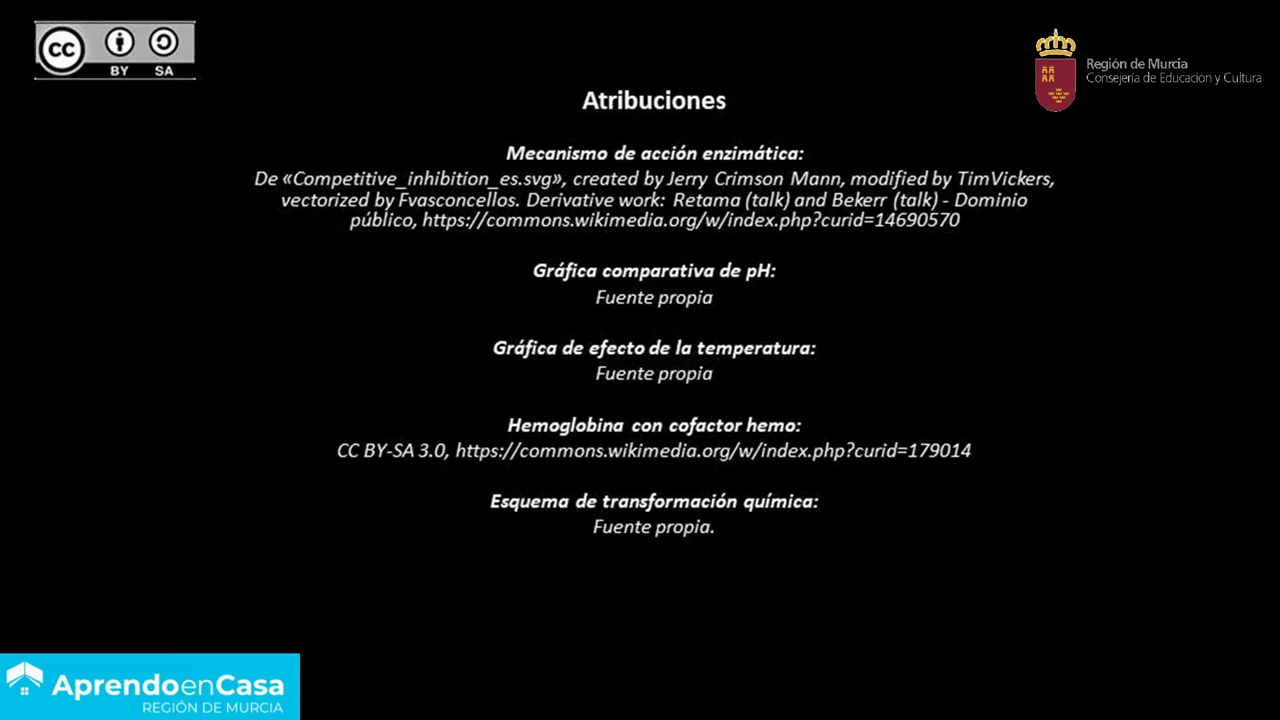 CC
BY SA
Región de Murcia
Consejería de Educación y Cultura
Atribuciones
Mecanismo de acción enzimática:
De «Competitive_inhibition_es.svg», created by Jerry Crimson Mann, modified by TimVickers,
vectorized by Fvasconcellos. Derivative work: Retama (talk) and Bekerr (talk) - Dominio
público, https://commons.wikimedia.org/w/index.php?curid=14690570
Gráfica comparativa de pH:
Fuente propia
Gráfica de efecto de la temperatura:
Fuente propia
Hemoglobina con cofactor hemo:
CC BY-SA 3.0, https://commons.wikimedia.org/w/index.php?curid=179014
Esquema de transformación química:
Fuente propia.
AprendoenCasa
REGIÓN DE MURCIA